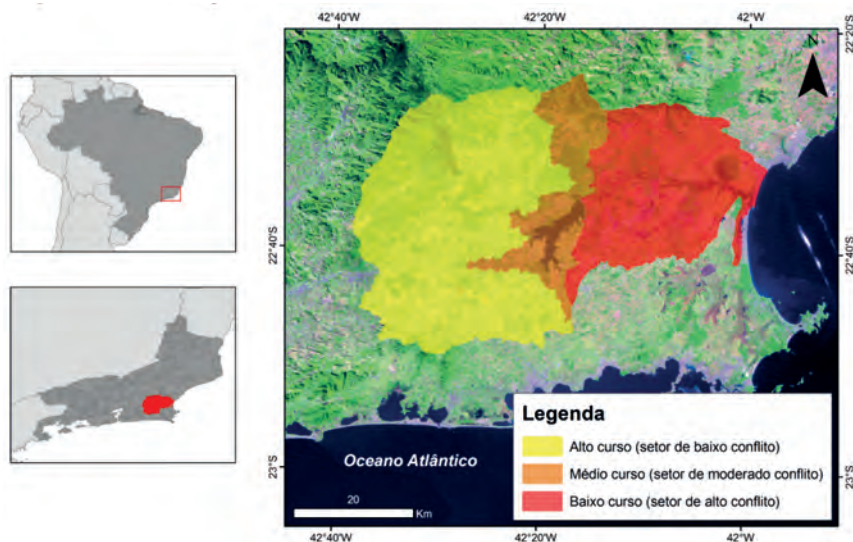 42°40'W
42°20'W
42°W
22°20'S
N
22°40'S
22°40'S
Legenda
Alto curso (setor de baixo conflito)
Médio curso (setor de moderado conflito)
Baixo curso (setor de alto conflito)
Oceano Atlântico
23°S
23°S
20
Km
42°40'W
42°20'W
42°W